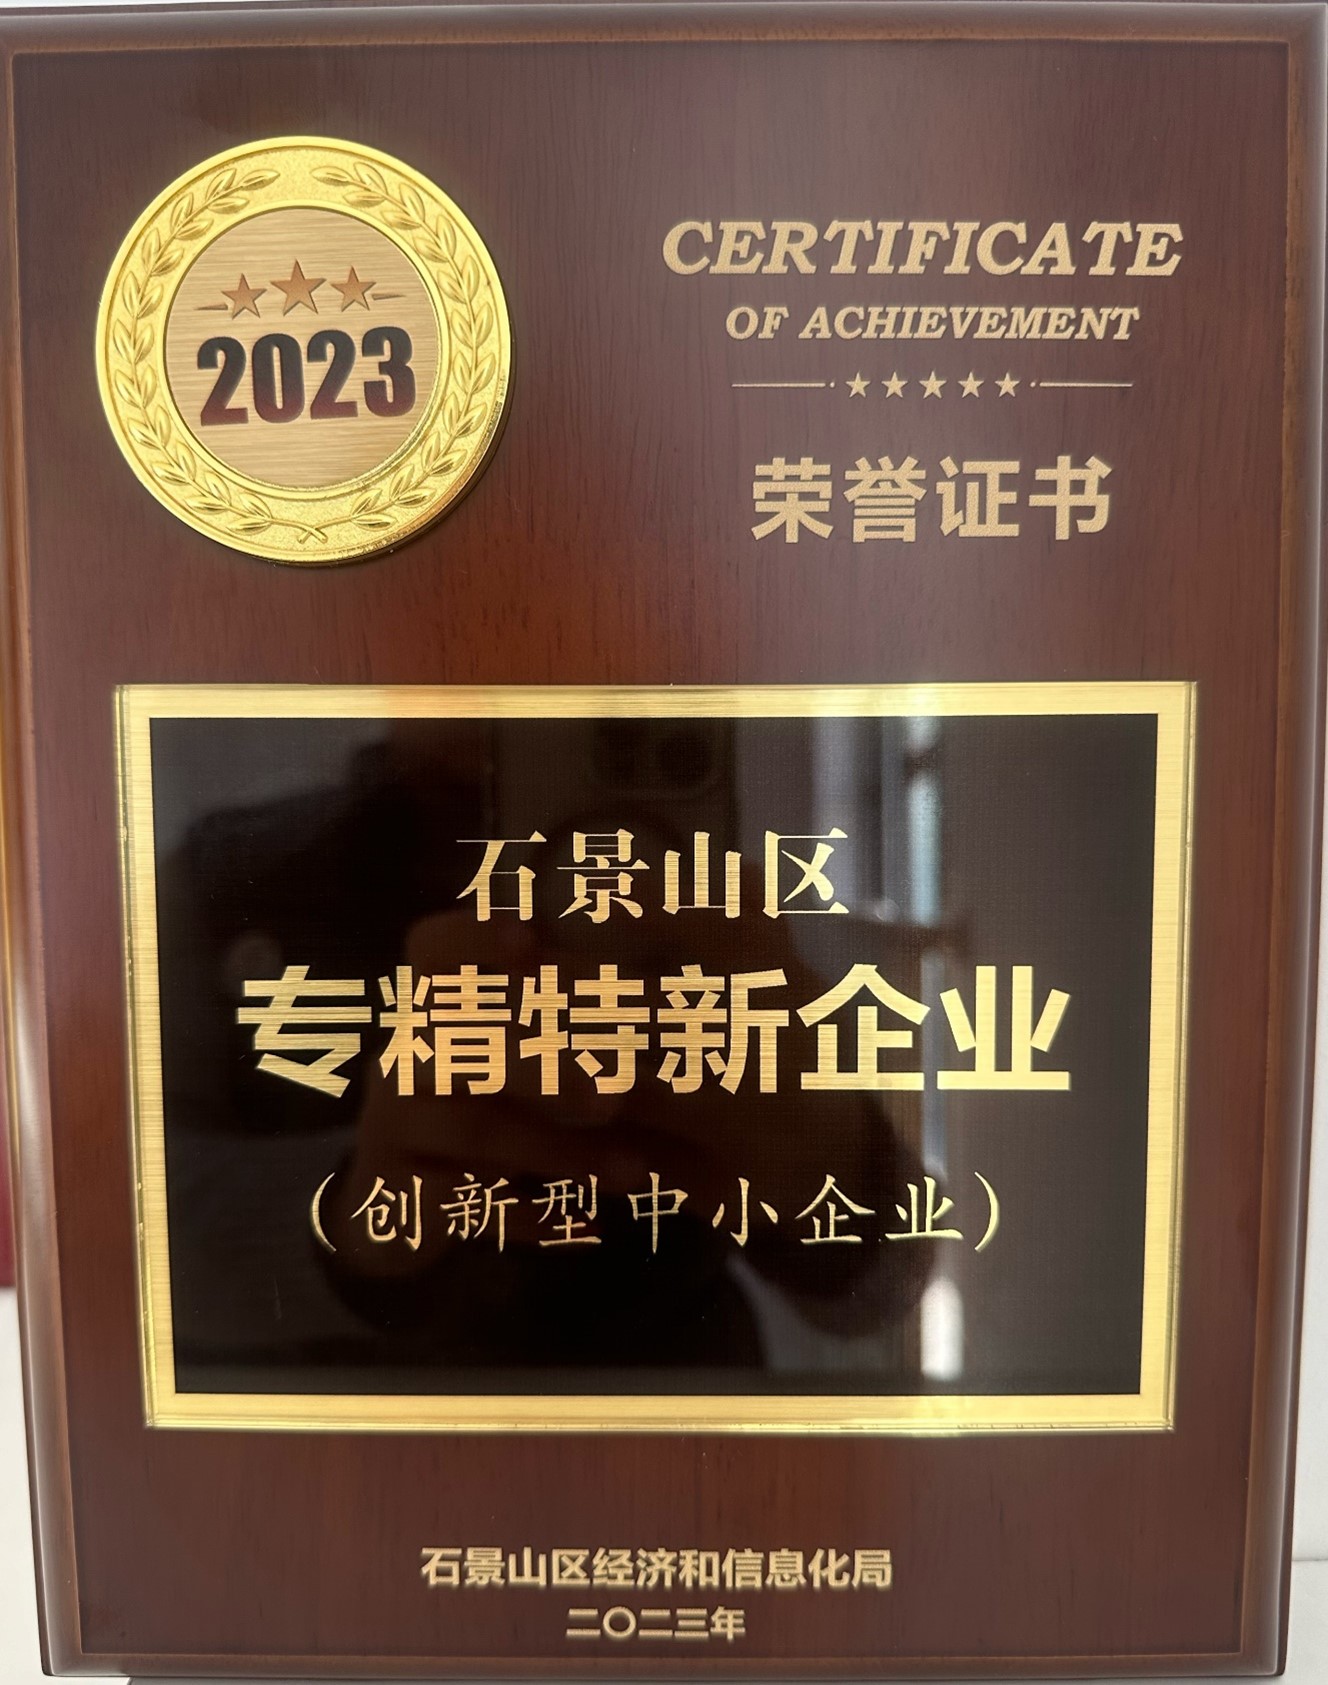 2023
CERTIFICATE
OF ACHIEVEMENT
荣誉证书
石景山区
专精特新企业
(创新型中小企业)
石景山区经济和信息化局
二〇二三年